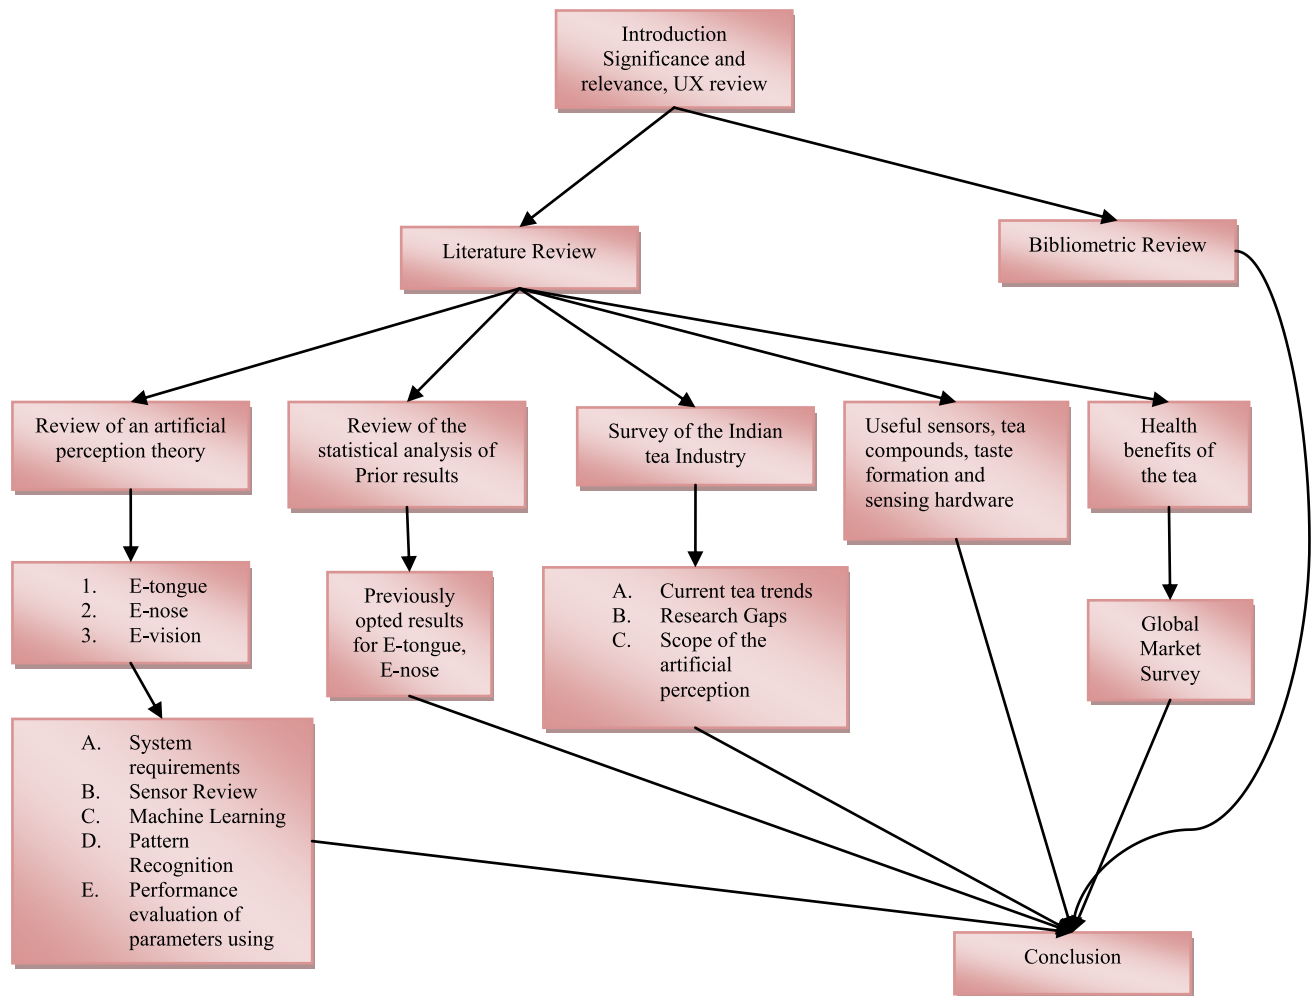 Introduction
Significance and
relevance, UX review
Literature Review
Bibliometric Review
Review of an artificial
perception theory
Review of the
statistical analysis of
Prior results
Survey of the Indian
tea Industry
Useful sensors, tea
compounds, taste
formation and
sensing hardware
Health
benefits of
the tea
1. E-tongue
2. E-nose
3. E-vision
Previously
opted results
for E-tongue,
E-nose
A. Current tea trends
B. Research Gaps
C. Scope of the
artificial
perception
Global
Market
Survey
A. System
requirements
B. Sensor Review
C. Machine Learning
D. Pattern
Recognition
E. Performance
evaluation of
parameters using
Conclusion